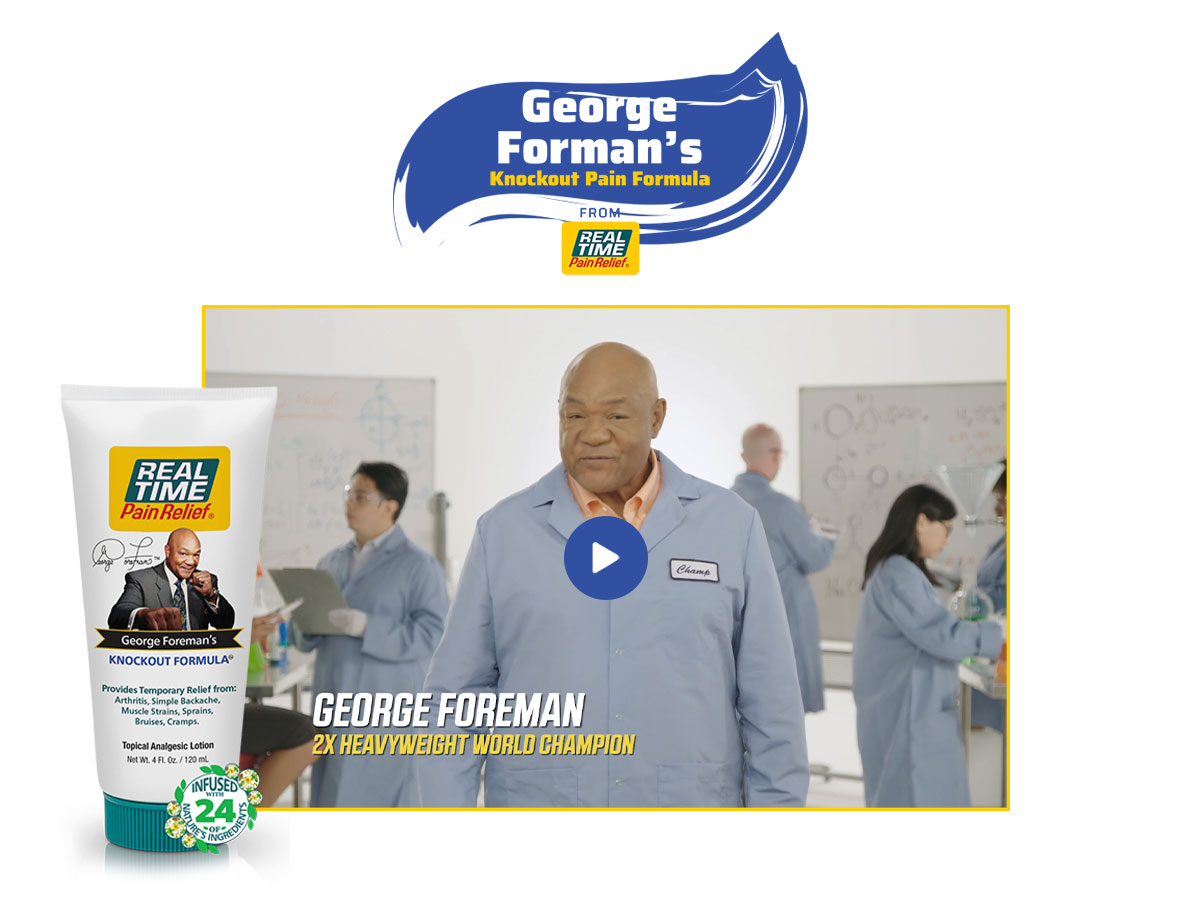 George
Forman's
Knockout Pain Formula
FROM
REAL
TIME
Pain Relief®
REAL
TIME
Pain Relief®
George Foreman™
George Foreman's
KNOCKOUT FORMULA
Provides Temporary Relief from:
Arthritis, Simple Backache,
Muscle Strains, Sprains,
Bruises, Cramps.
Topical Analgesic Lotion
Net Wt. 4 Fl. Oz. / 120 mL
INFUSED
WITH
24
OF
NATURE'S INGREDIENTS
Champ
GEORGE FOREMAN
2X HEAVYWEIGHT WORLD CHAMPION